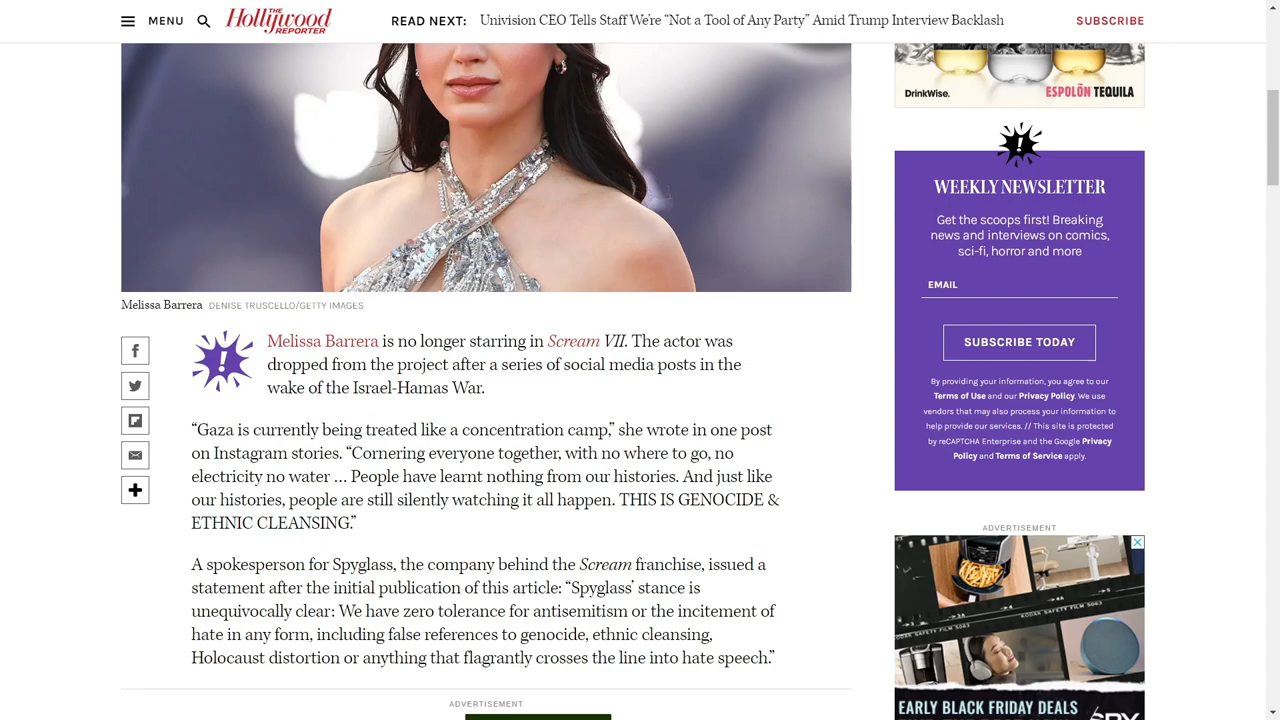 MENU
The
Hollywood
REPORTER
READ NEXT: Univision CEO Tells Staff We're “Not a Tool of Any Party” Amid Trump Interview Backlash
SUBSCRIBE
Melissa Barrera DENISE TRUSCELLO/GETTY IMAGES
Melissa Barrera is no longer starring in Scream VII. The actor was
dropped from the project after a series of social media posts in the
wake of the Israel-Hamas War.
“Gaza is currently being treated like a concentration camp,” she wrote in one post
on Instagram stories. “Cornering everyone together, with no where to go, no
electricity no water … People have learnt nothing from our histories. And just like
our histories, people are still silently watching it all happen. THIS IS GENOCIDE &
ETHNIC CLEANSING.”
A spokesperson for Spyglass, the company behind the Scream franchise, issued a
statement after the initial publication of this article: “Spyglass’ stance is
unequivocally clear: We have zero tolerance for antisemitism or the incitement of
hate in any form, including false references to genocide, ethnic cleansing,
Holocaust distortion or anything that flagrantly crosses the line into hate speech.”
ADVERTISEMENT
DrinkWise. ESPOLÒN TEQUILA
WEEKLY NEWSLETTER
Get the scoops first! Breaking
news and interviews on comics,
sci-fi, horror and more
EMAIL
SUBSCRIBE TODAY
By providing your information, you agree to our
Terms of Use and our Privacy Policy. We use
vendors that may also process your information to
help provide our services. // This site is protected
by reCAPTCHA Enterprise and the Google Privacy
Policy and Terms of Service apply.
ADVERTISEMENT
KODAK SAFETY FILM 5063
EARLY BLACK FRIDAY DEALS
SPY